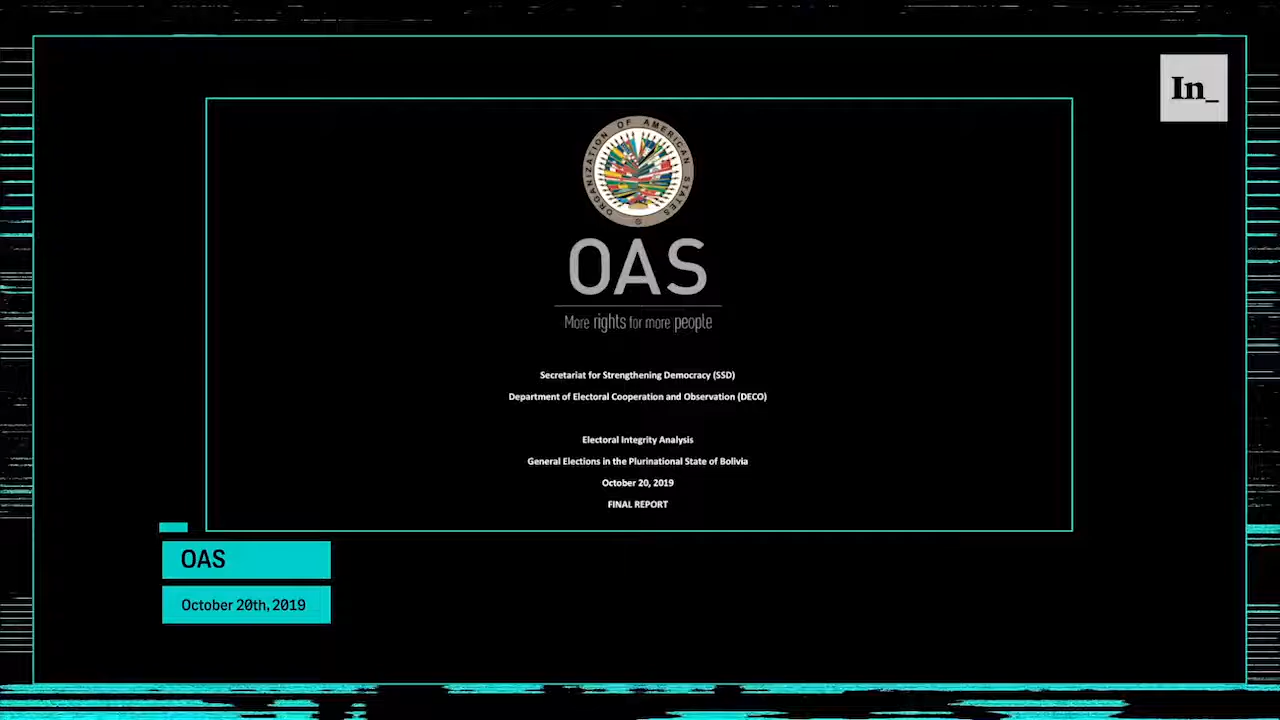 In_
ORGANIZATION OF AMERICAN STATES
OAS
More rights for more people
Secretariat for Strengthening Democracy (SSD)
Department of Electoral Cooperation and Observation (DECO)
Electoral Integrity Analysis
General Elections in the Plurinational State of Bolivia
October 20, 2019
FINAL REPORT
OAS
October 20th, 2019